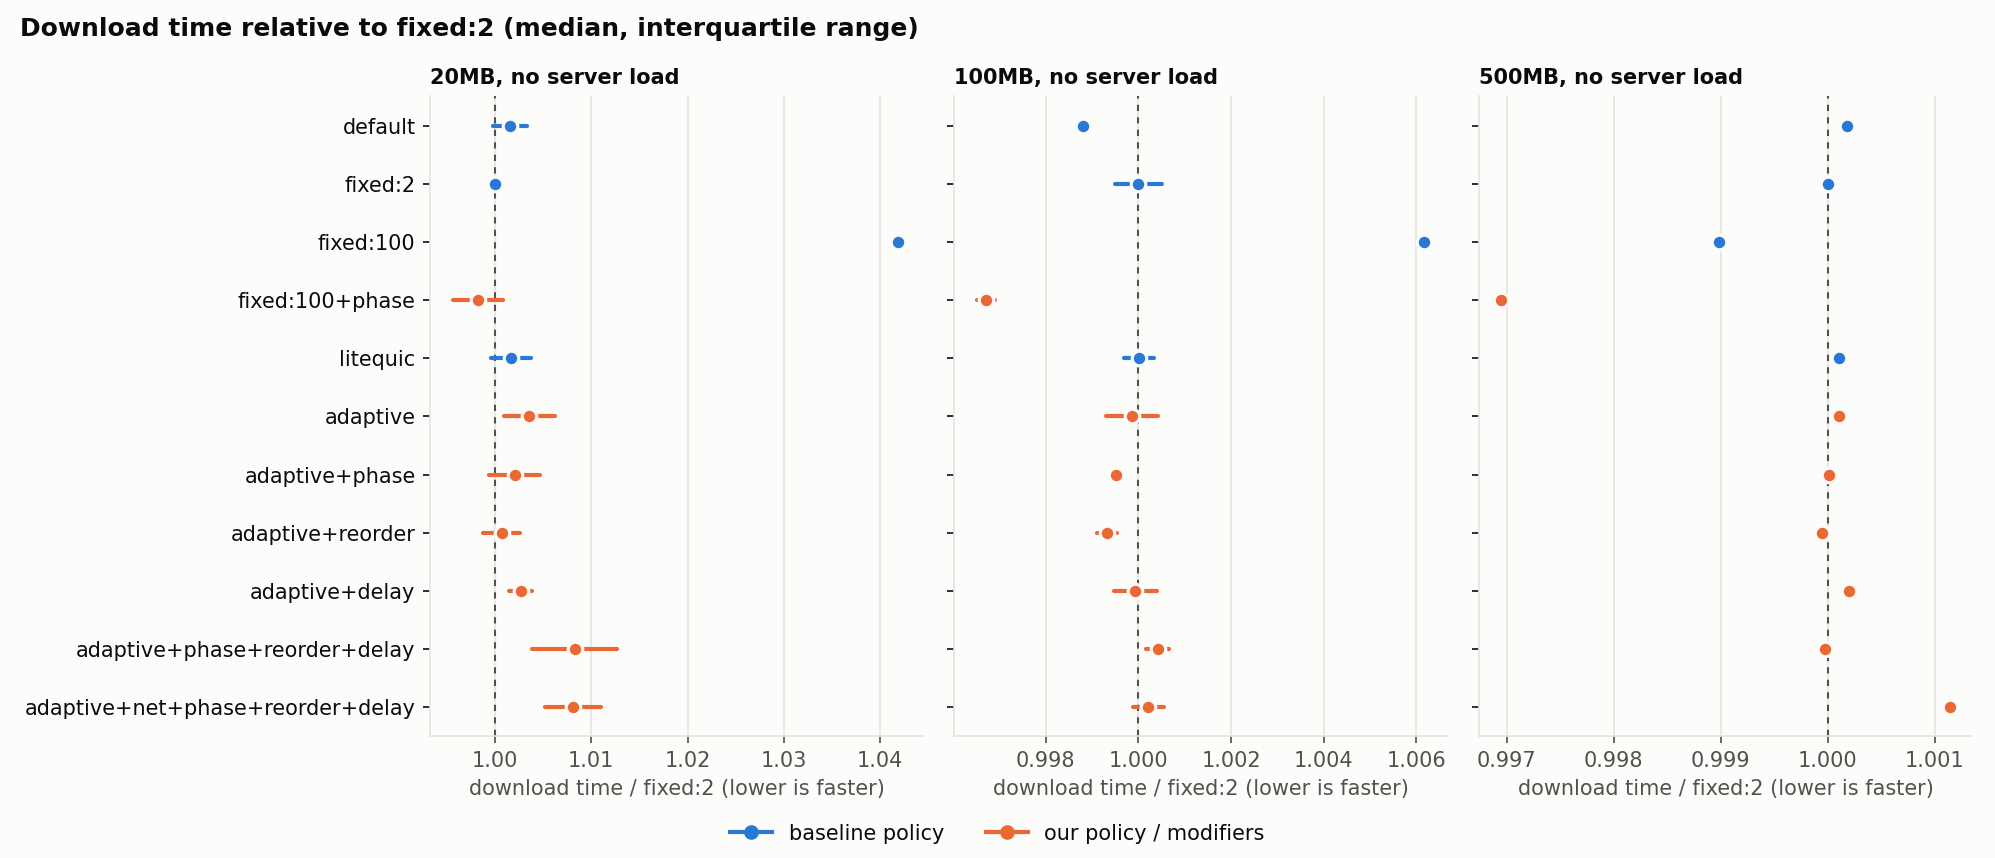 Download time relative to fixed:2 (median, interquartile range)
20MB, no server load
100MB, no server load
500MB, no server load
default
fixed:2
fixed:100
fixed:100+phase
litequic
adaptive
adaptive+phase
adaptive+reorder
adaptive+delay
adaptive+phase+reorder+delay
adaptive+net+phase+reorder+delay
1.00 1.01 1.02 1.03 1.04
0.998 1.000 1.002 1.004 1.006
0.997 0.998 0.999 1.000 1.001
download time / fixed:2 (lower is faster)
download time / fixed:2 (lower is faster)
download time / fixed:2 (lower is faster)
baseline policy
our policy / modifiers